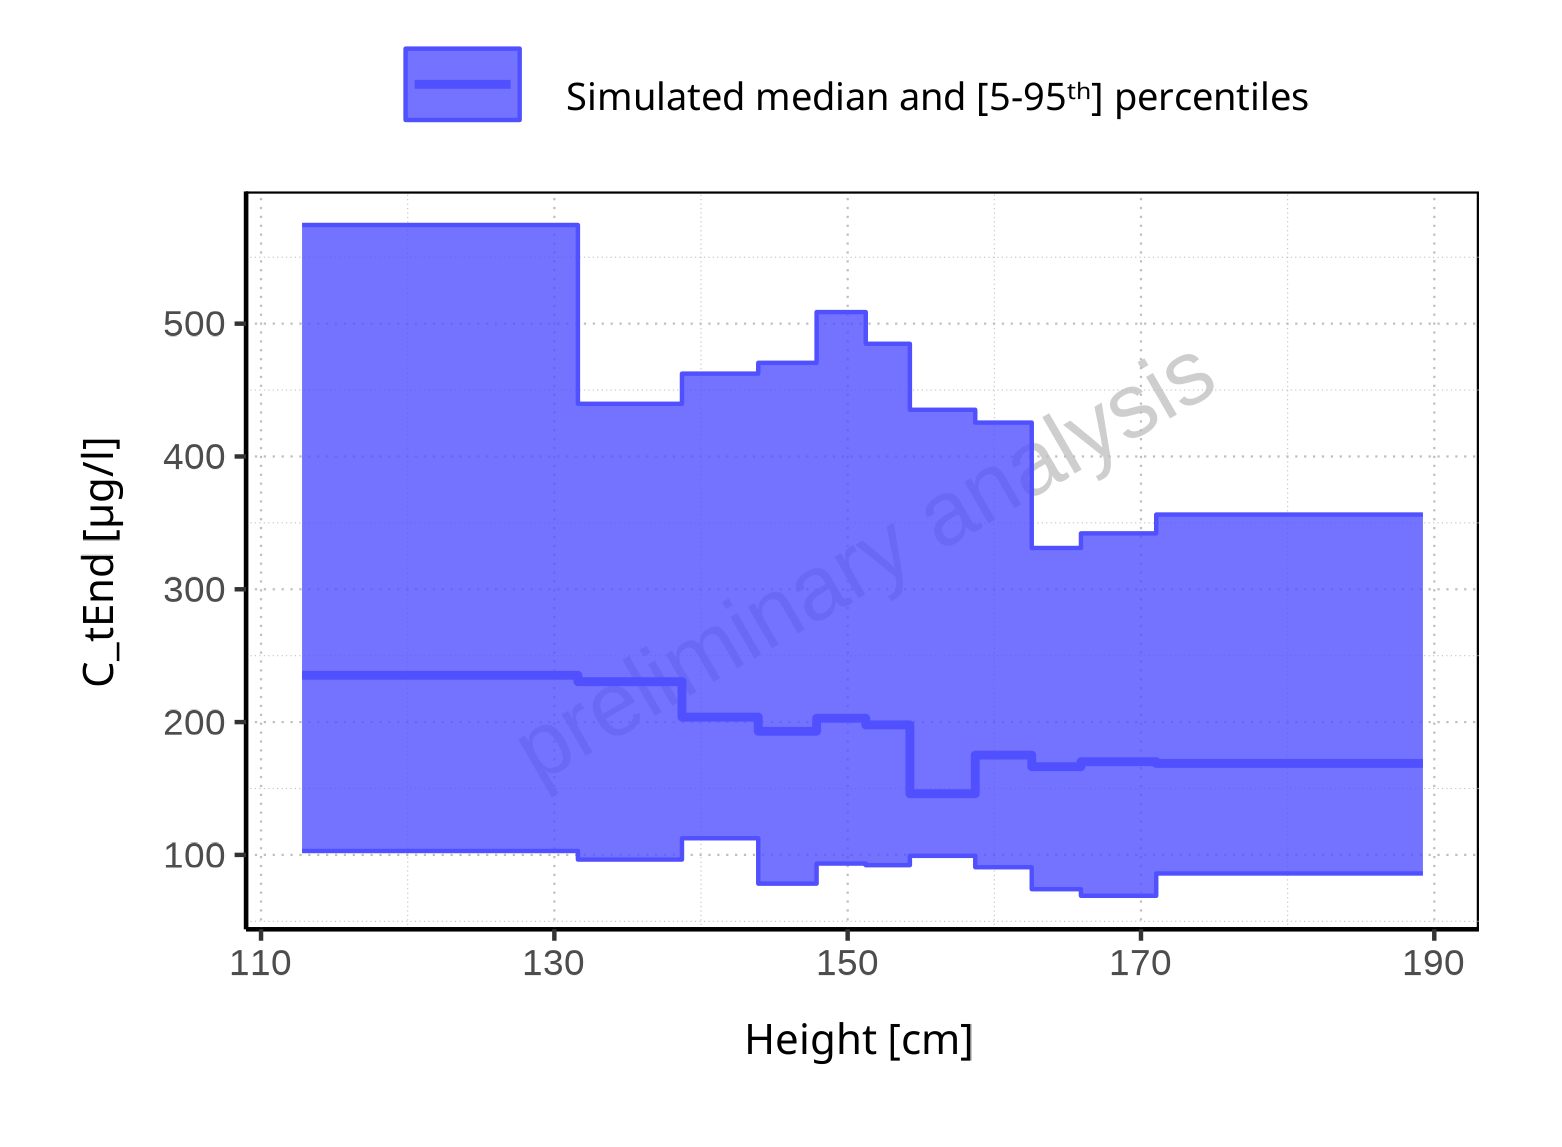 Simulated median and [5-95ᵗʰ] percentiles
500
400
300
200
100
C_tEnd [µg/l]
preliminary analysis
110 130 150 170 190
Height [cm]